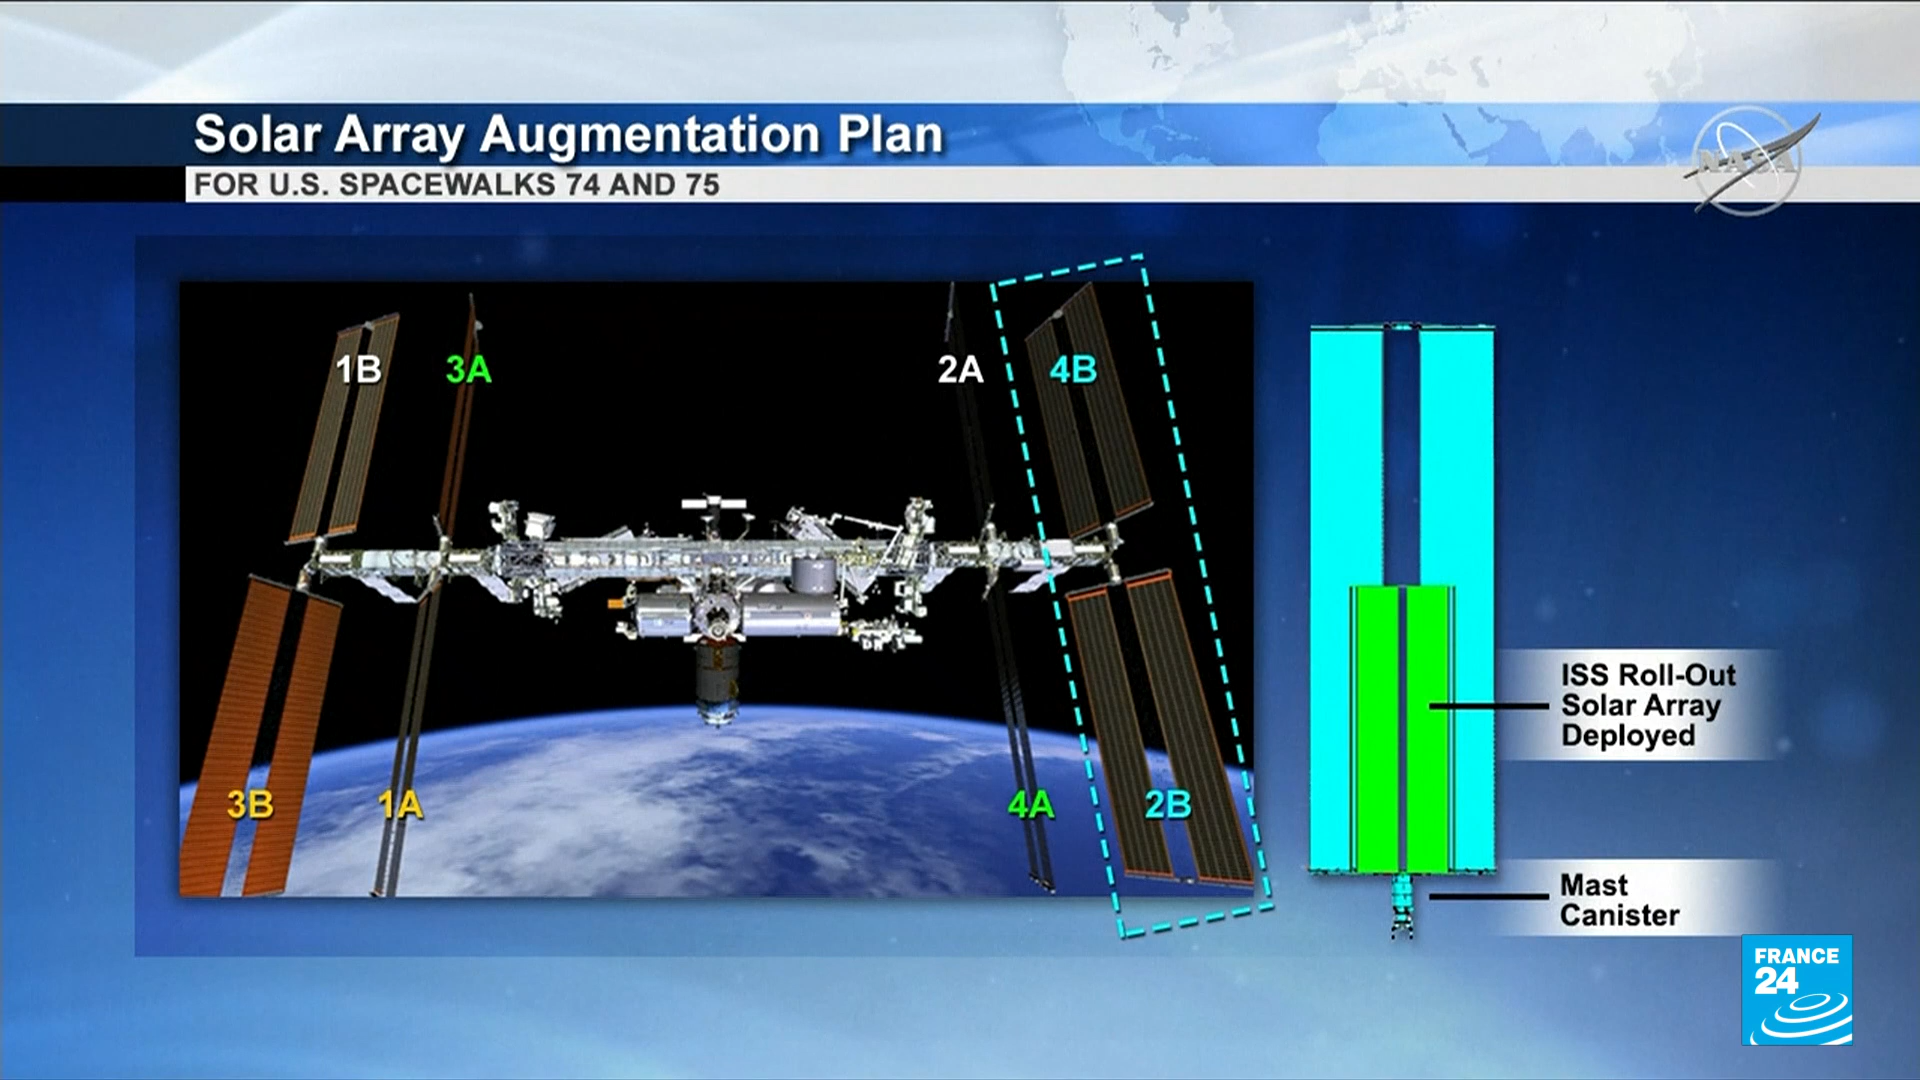 Solar Array Augmentation Plan
FOR U.S. SPACEWALKS 74 AND 75
NASA
1B
3A
2A
4B
3B
1A
4A
2B
ISS Roll-Out
Solar Array
Deployed
Mast
Canister
FRANCE
24